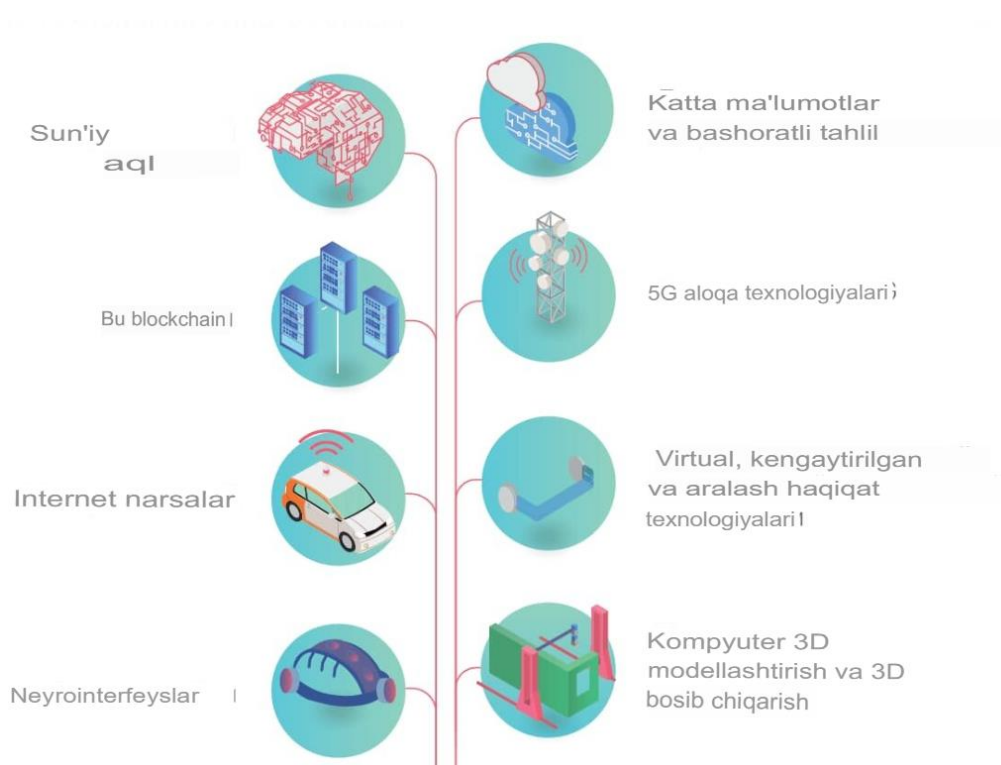 Sun'iy
aql
Katta ma'lumotlar
va bashoratli tahlil
Bu blockchain
5G aloqa texnologiyalari
Internet narsalar
Virtual, kengaytirilgan
va aralash haqiqat
texnologiyalari
Neyrointerfeyslar
Kompyuter 3D
modellashtirish va 3D
bosib chiqarish